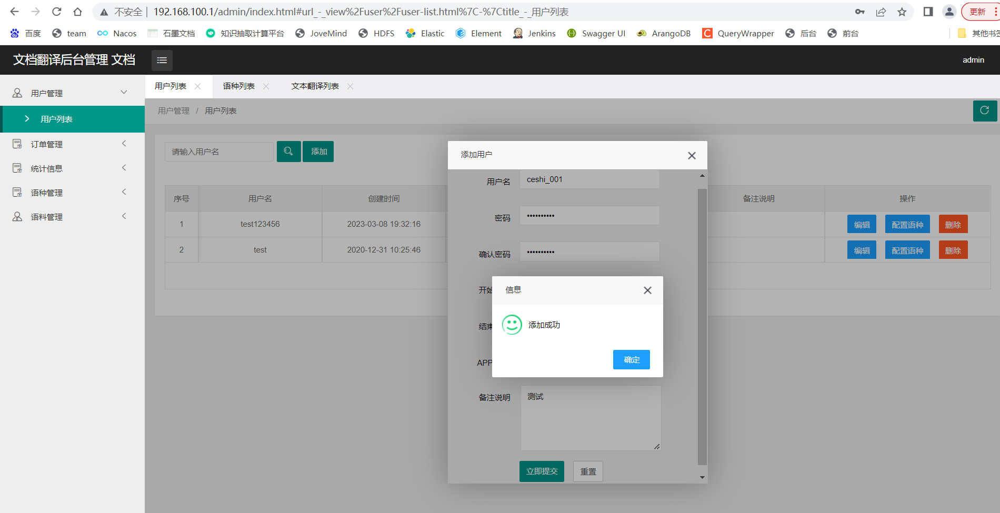 不安全 | 192.168.100.1/admin/index.html#url_-_view%2Fuser%2Fuser-list.html%7C-%7Ctitle_-_用户列表 更新
百度 team Nacos 石墨文档 知识抽取计算平台 JoveMind HDFS Elastic Element Jenkins Swagger UI ArangoDB QueryWrapper 后台 前台 其他书签
文档翻译后台管理 文档 admin
用户管理
用户列表
订单管理
统计信息
语种管理
语料管理
用户列表 语种列表 文本翻译列表
用户管理 / 用户列表
请输入用户名 添加
序号 用户名 创建时间 备注说明 操作
1 test123456 2023-03-08 19:32:16 编辑 配置语种 删除
2 test 2020-12-31 10:25:46 编辑 配置语种 删除
添加用户
用户名 ceshi_001
密码 ••••••••••
确认密码 ••••••••••
开始
结束
APP
信息
添加成功
确定
备注说明 测试
立即提交 重置